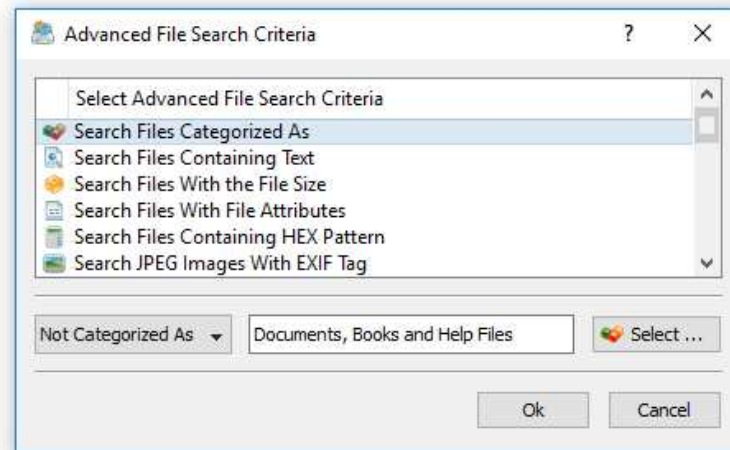 Advanced File Search Criteria
Select Advanced File Search Criteria
Search Files Categorized As
Search Files Containing Text
Search Files With the File Size
Search Files With File Attributes
Search Files Containing HEX Pattern
Search JPEG Images With EXIF Tag
Not Categorized As Documents, Books and Help Files Select ...
Ok Cancel